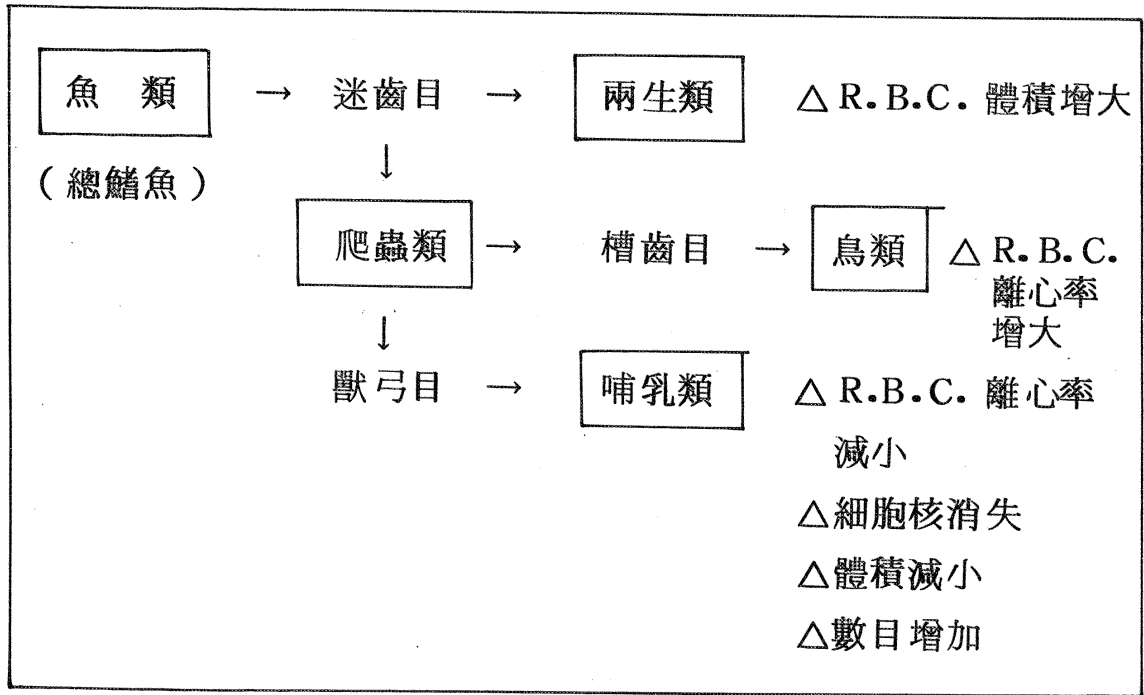 魚 類 → 迷齒目 → 兩生類 △ R.B.C. 體積增大
(總鰭魚) ↓
爬蟲類 → 槽齒目 → 鳥類 △ R.B.C.
離心率
增大
↓
獸弓目 → 哺乳類 △ R.B.C. 離心率
減小
△細胞核消失
△體積減小
△數目增加